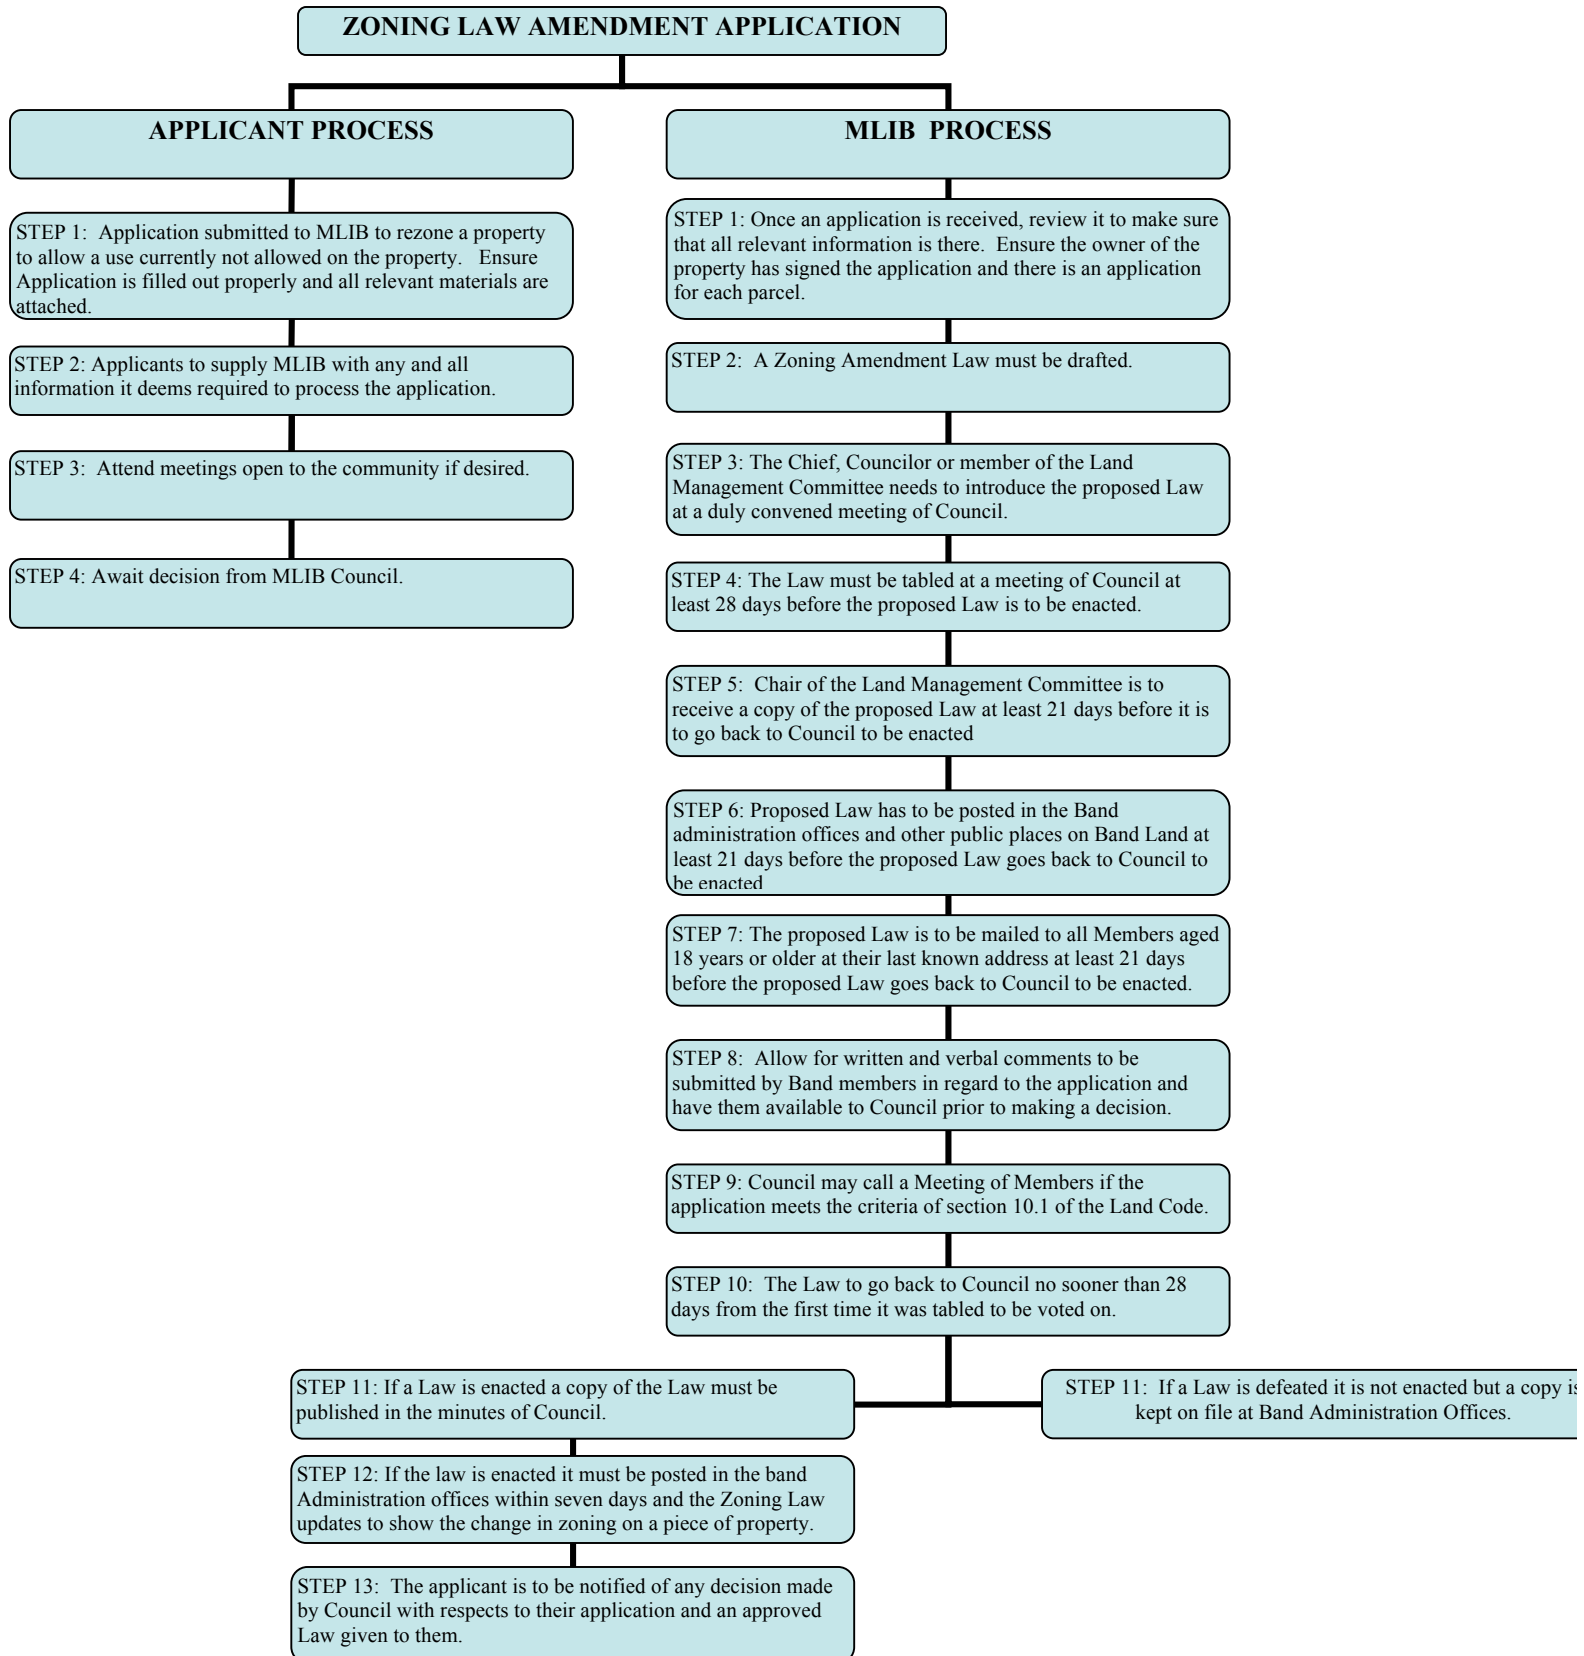 ZONING LAW AMENDMENT APPLICATION
APPLICANT PROCESS
STEP 1:  Application submitted to MLIB to rezone a property
to allow a use currently not allowed on the property.   Ensure
Application is filled out properly and all relevant materials are
attached.
STEP 2: Applicants to supply MLIB with any and all
information it deems required to process the application.
STEP 3:  Attend meetings open to the community if desired.
STEP 4: Await decision from MLIB Council.
MLIB  PROCESS
STEP 1: Once an application is received, review it to make sure
that all relevant information is there.  Ensure the owner of the
property has signed the application and there is an application
for each parcel.
STEP 2:  A Zoning Amendment Law must be drafted.
STEP 3: The Chief, Councilor or member of the Land
Management Committee needs to introduce the proposed Law
at a duly convened meeting of Council.
STEP 4: The Law must be tabled at a meeting of Council at
least 28 days before the proposed Law is to be enacted.
STEP 5:  Chair of the Land Management Committee is to
receive a copy of the proposed Law at least 21 days before it is
to go back to Council to be enacted
STEP 6: Proposed Law has to be posted in the Band
administration offices and other public places on Band Land at
least 21 days before the proposed Law goes back to Council to
be enacted
STEP 7: The proposed Law is to be mailed to all Members aged
18 years or older at their last known address at least 21 days
before the proposed Law goes back to Council to be enacted.
STEP 8:  Allow for written and verbal comments to be
submitted by Band members in regard to the application and
have them available to Council prior to making a decision.
STEP 9: Council may call a Meeting of Members if the
application meets the criteria of section 10.1 of the Land Code.
STEP 10:  The Law to go back to Council no sooner than 28
days from the first time it was tabled to be voted on.
STEP 11: If a Law is enacted a copy of the Law must be
published in the minutes of Council.
STEP 11:  If a Law is defeated it is not enacted but a copy is
kept on file at Band Administration Offices.
STEP 12: If the law is enacted it must be posted in the band
Administration offices within seven days and the Zoning Law
updates to show the change in zoning on a piece of property.
STEP 13:  The applicant is to be notified of any decision made
by Council with respects to their application and an approved
Law given to them.